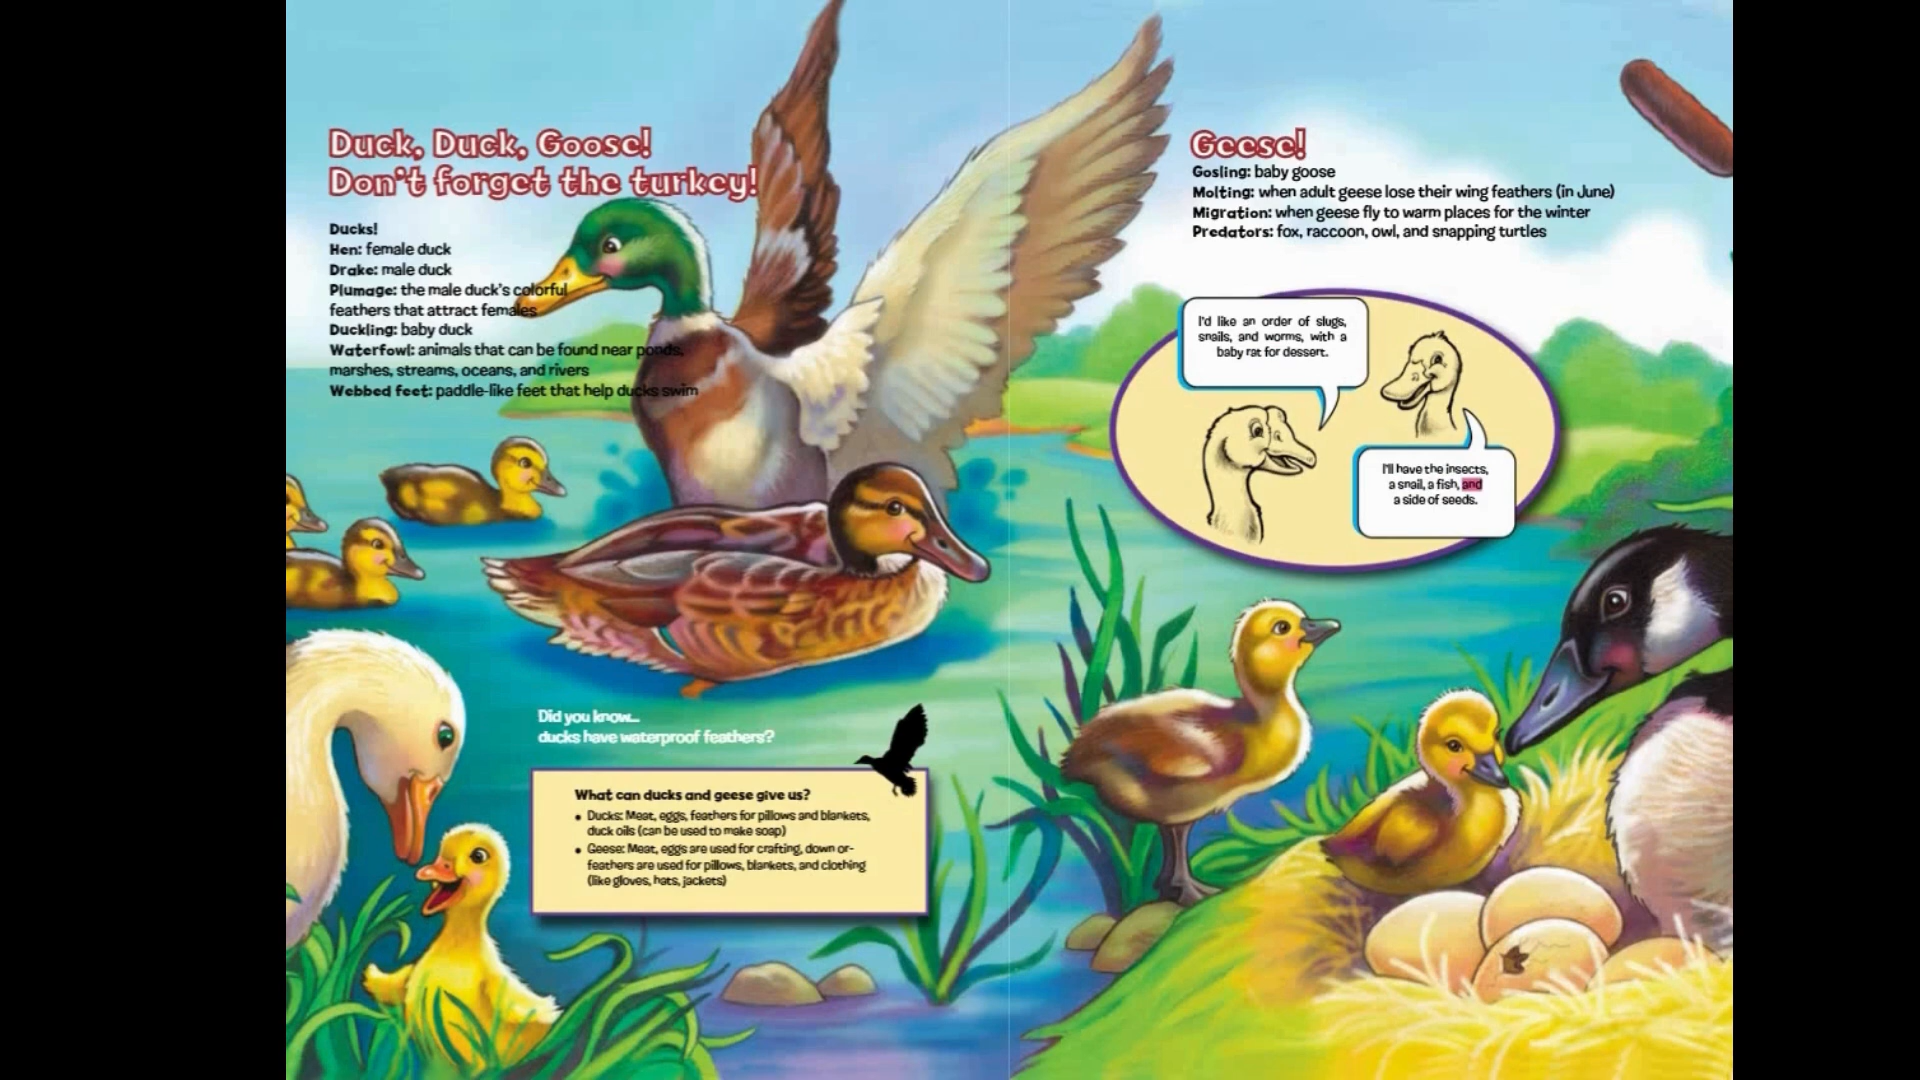 Duck, Duck, Goose!
Don't forget the turkey!
Ducks!
Hen: female duck
Drake: male duck
Plumage: the male duck's colorful
feathers that attract females
Duckling: baby duck
Waterfowl: animals that can be found near ponds,
marshes, streams, oceans, and rivers
Webbed feet: paddle-like feet that help ducks swim
Did you know...
ducks have waterproof feathers?
What can ducks and geese give us?
• Ducks: Meat, eggs, feathers for pillows and blankets,
duck oils (can be used to make soap)
• Geese: Meat, eggs are used for crafting, down or-
feathers are used for pillows, blankets, and clothing
(like gloves, hats, jackets)
Geese!
Gosling: baby goose
Molting: when adult geese lose their wing feathers (in June)
Migration: when geese fly to warm places for the winter
Predators: fox, raccoon, owl, and snapping turtles
I'd like an order of slugs,
snails, and worms, with a
baby rat for dessert.
I'll have the insects,
a snail, a fish, and
a side of seeds.